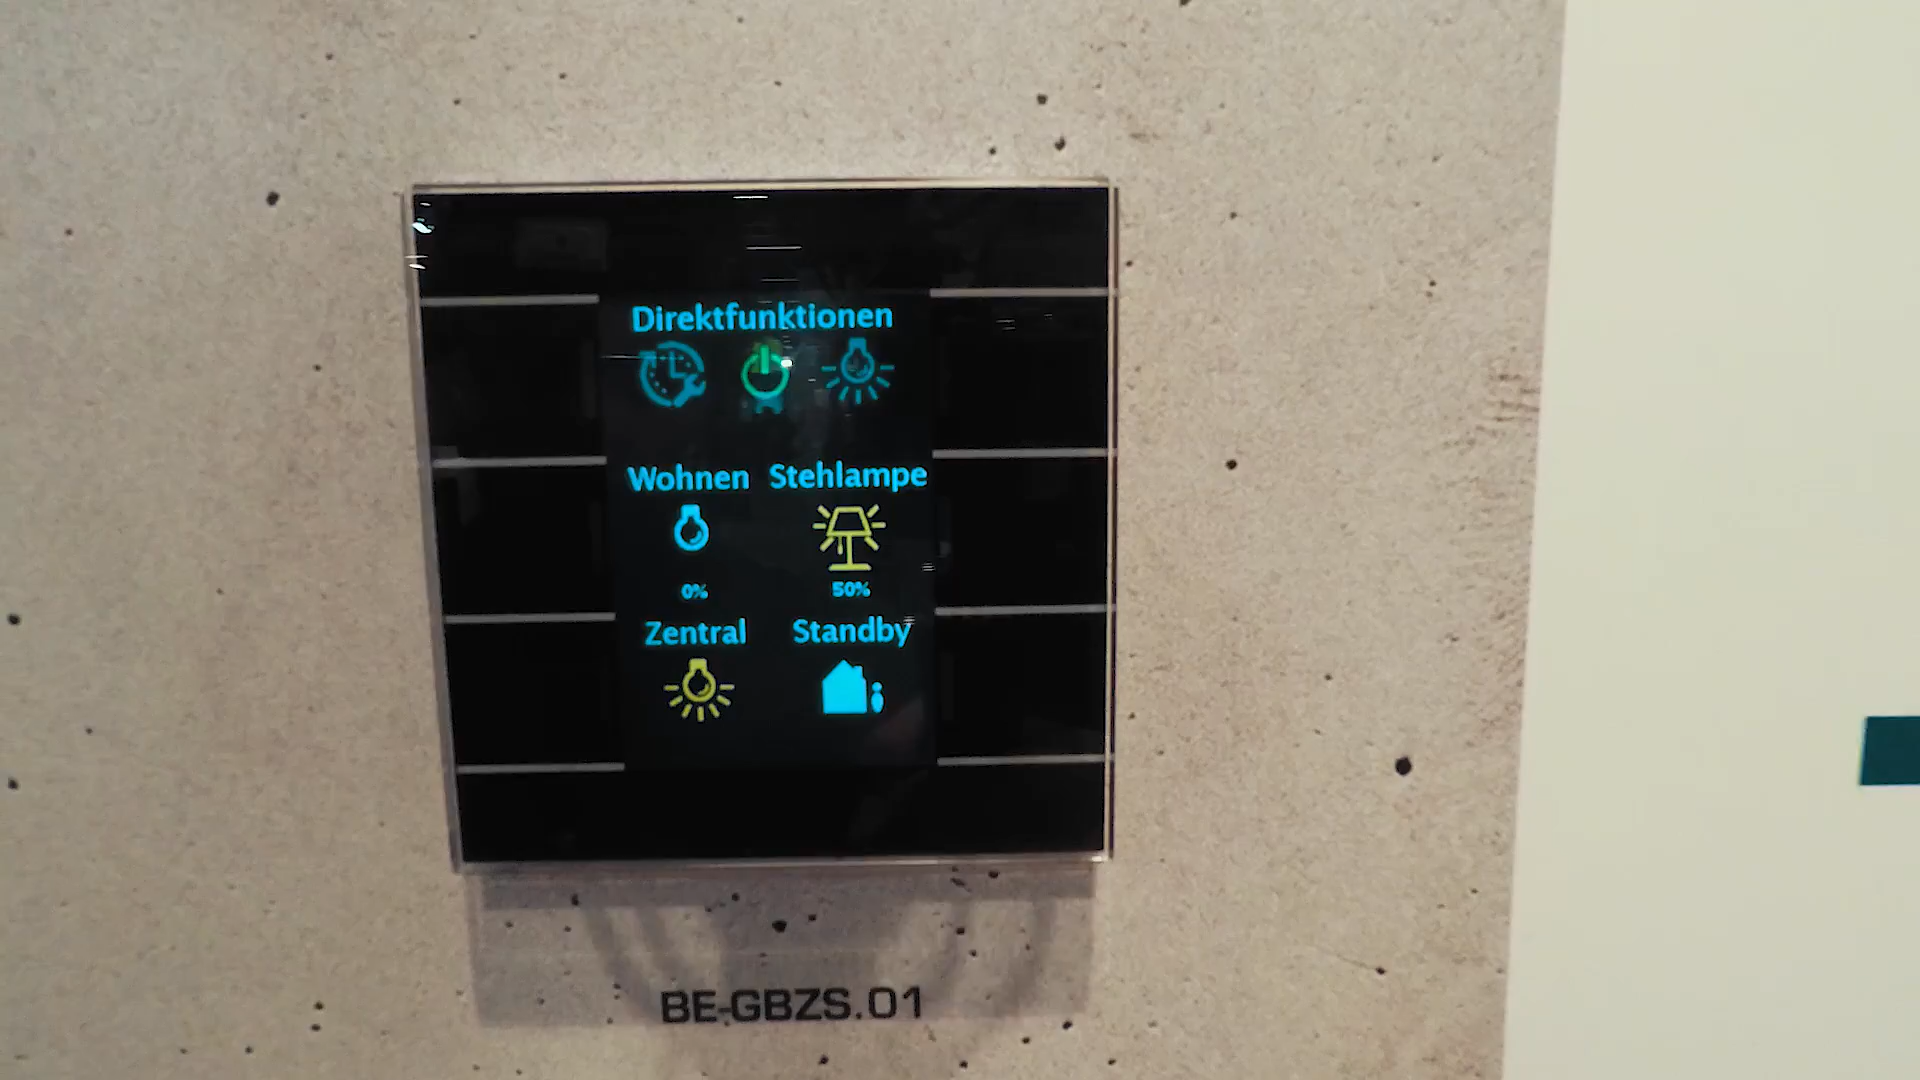 Direktfunktionen
Wohnen Stehlampe
0% 50%
Zentral Standby
BE-GBZS.01